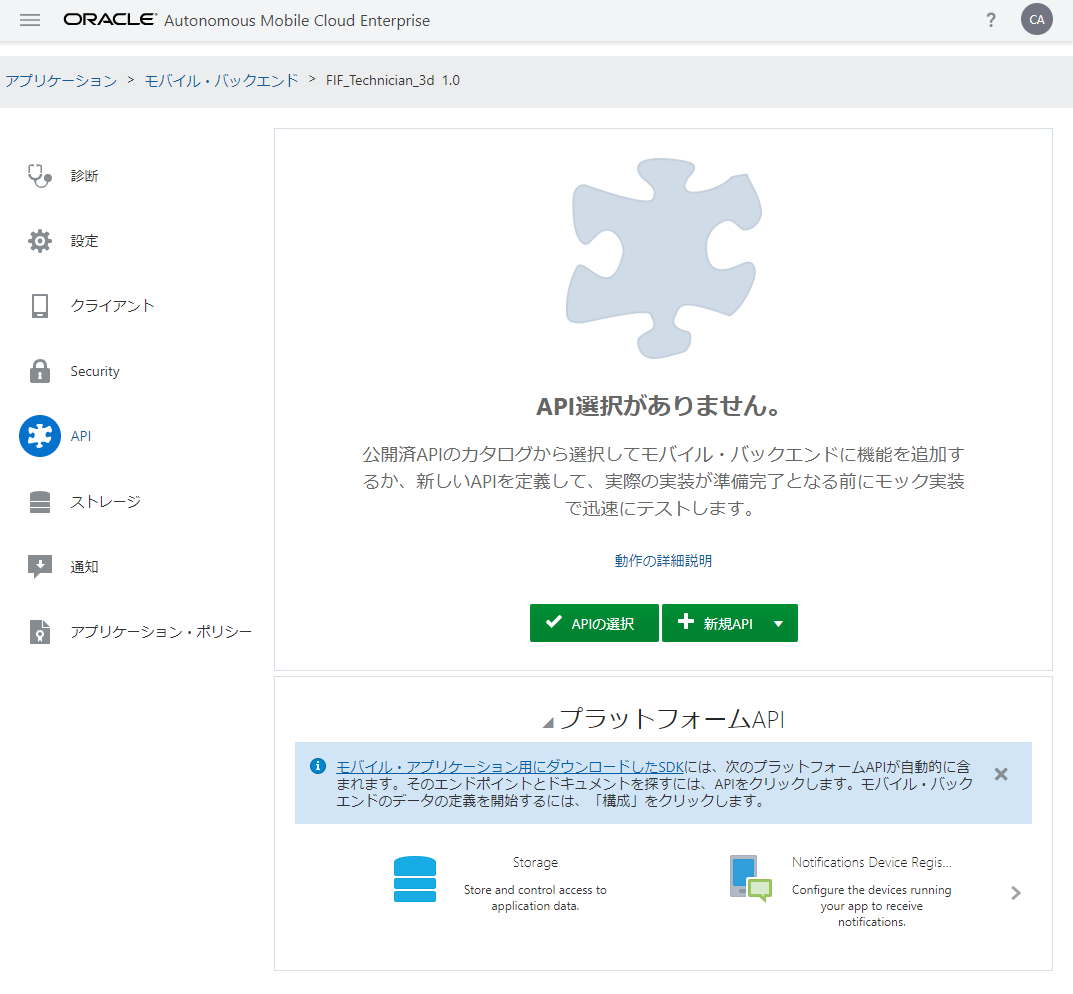 ORACLE® Autonomous Mobile Cloud Enterprise
? CA
アプリケーション > モバイル・バックエンド > FIF_Technician_3d 1.0
診断
設定
クライアント
Security
API
ストレージ
通知
アプリケーション・ポリシー
API選択がありません。
公開済APIのカタログから選択してモバイル・バックエンドに機能を追加す
るか、新しいAPIを定義して、実際の実装が準備完了となる前にモック実装
で迅速にテストします。
動作の詳細説明
APIの選択
新規API
プラットフォームAPI
モバイル・アプリケーション用にダウンロードしたSDKには、次のプラットフォームAPIが自動的に含
まれます。そのエンドポイントとドキュメントを探すには、APIをクリックします。モバイル・バック
エンドのデータの定義を開始するには、「構成」をクリックします。
Storage
Store and control access to
application data.
Notifications Device Regis...
Configure the devices running
your app to receive
notifications.